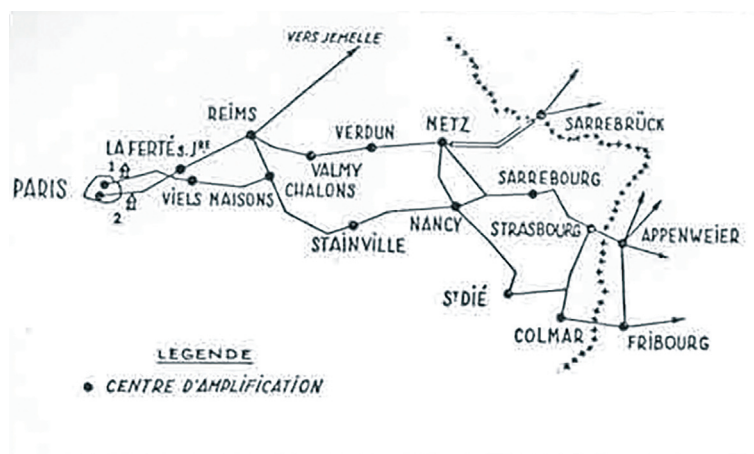 VERS JEMELLE
REIMS
LA FERTÉ s. JRE
VERDUN
METZ
SARREBRÜCK
1
VALMY
PARIS
VIELS MAISONS
CHALONS
SARREBOURG
2
STAINVILLE
NANCY
STRASBOURG
APPENWEIER
ST DIÉ
COLMAR
FRIBOURG
LÉGENDE
CENTRE D'AMPLIFICATION